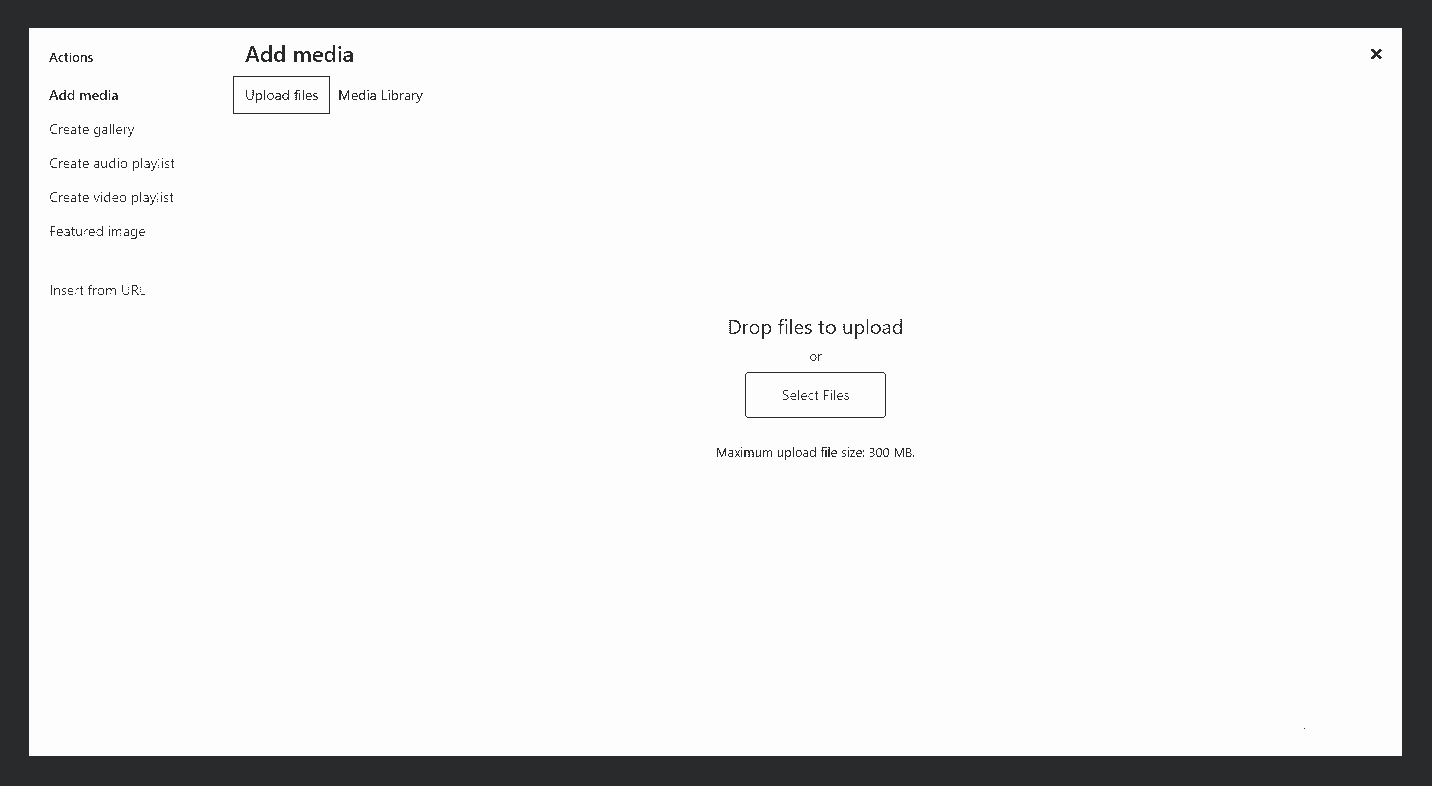 Actions
Add media
Create gallery
Create audio playlist
Create video playlist
Featured image
Insert from URL
Add media
Upload files
Media Library
Drop files to upload
or
Select Files
Maximum upload file size: 300 MB.